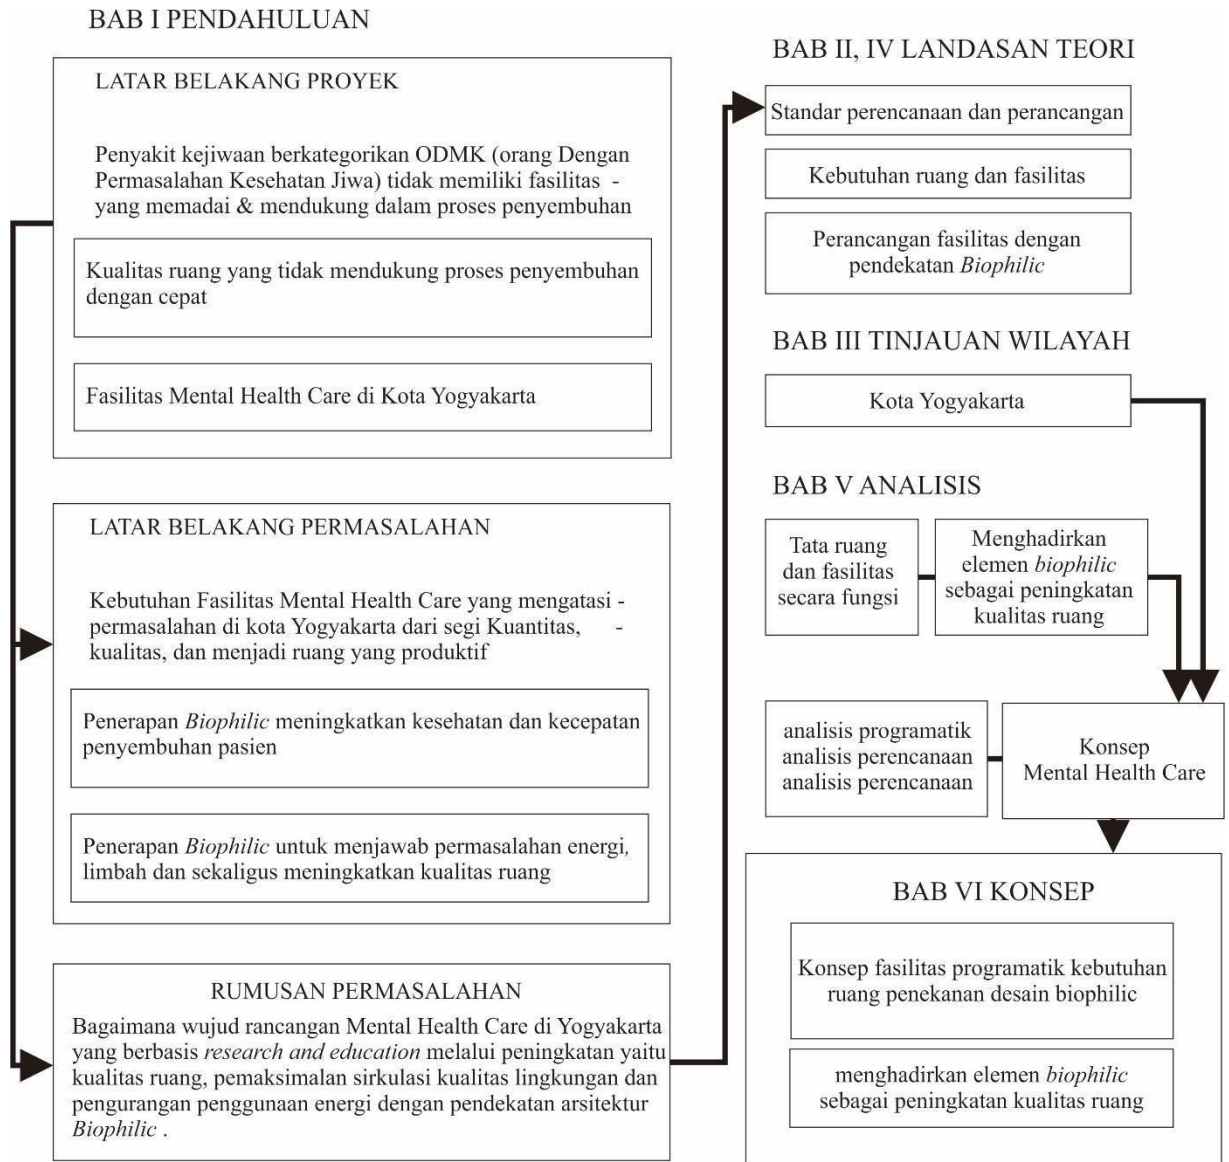 BAB I PENDAHULUAN
LATAR BELAKANG PROYEK
Penyakit kejiwaan berkategorikan ODMK (orang Dengan
Permasalahan Kesehatan Jiwa) tidak memiliki fasilitas -
yang memadai & mendukung dalam proses penyembuhan
Kualitas ruang yang tidak mendukung proses penyembuhan
dengan cepat
Fasilitas Mental Health Care di Kota Yogyakarta
LATAR BELAKANG PERMASALAHAN
Kebutuhan Fasilitas Mental Health Care yang mengatasi -
permasalahan di kota Yogyakarta dari segi Kuantitas, -
kualitas, dan menjadi ruang yang produktif
Penerapan Biophilic meningkatkan kesehatan dan kecepatan
penyembuhan pasien
Penerapan Biophilic untuk menjawab permasalahan energi,
limbah dan sekaligus meningkatkan kualitas ruang
RUMUSAN PERMASALAHAN
Bagaimana wujud rancangan Mental Health Care di Yogyakarta
yang berbasis research and education melalui peningkatan yaitu
kualitas ruang, pemaksimalan sirkulasi kualitas lingkungan dan
pengurangan penggunaan energi dengan pendekatan arsitektur
Biophilic .
BAB II, IV LANDASAN TEORI
Standar perencanaan dan perancangan
Kebutuhan ruang dan fasilitas
Perancangan fasilitas dengan
pendekatan Biophilic
BAB III TINJAUAN WILAYAH
Kota Yogyakarta
BAB V ANALISIS
Tata ruang
dan fasilitas
secara fungsi
Menghadirkan
elemen biophilic
sebagai peningkatan
kualitas ruang
analisis programatik
analisis perencanaan
analisis perencanaan
Konsep
Mental Health Care
BAB VI KONSEP
Konsep fasilitas programatik kebutuhan
ruang penekanan desain biophilic
menghadirkan elemen biophilic
sebagai peningkatan kualitas ruang